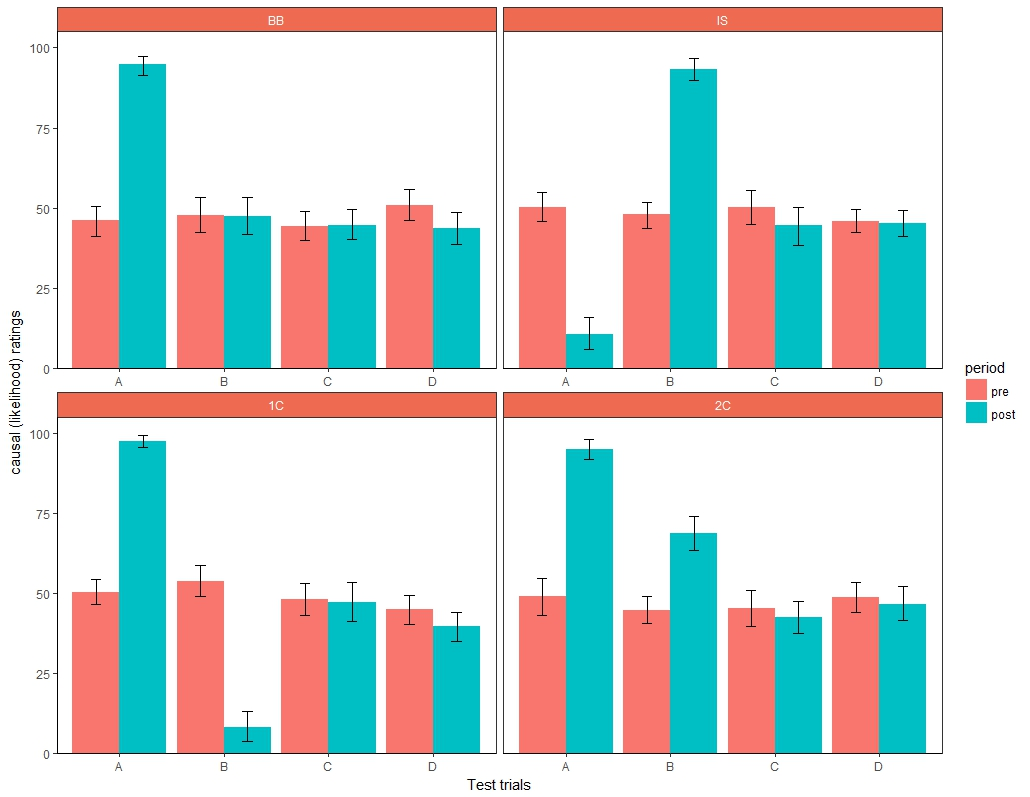 BB
IS
100
75
50
25
0
A B C D
A B C D
1C
2C
100
75
50
25
0
A B C D
A B C D
causal (likelihood) ratings
Test trials
period
pre
post